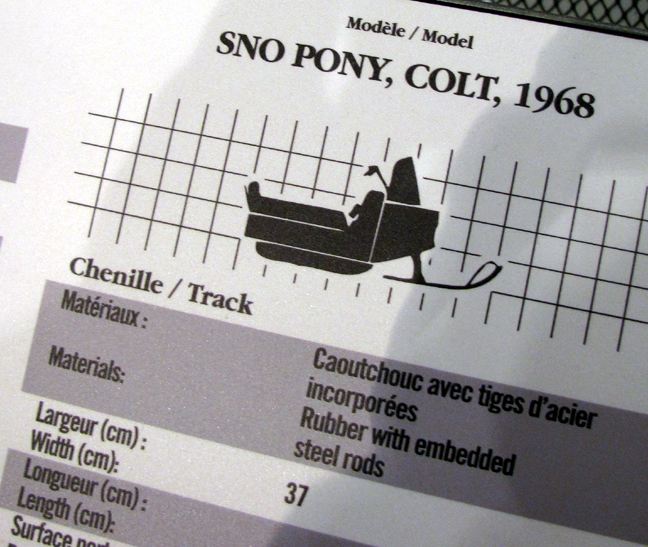 Modèle / Model
SNO PONY, COLT, 1968
Chenille / Track
Matériaux :
Caoutchouc avec tiges d'acier
incorporées
Materials:
Rubber with embedded
steel rods
Largeur (cm) :
Width (cm):
37
Longueur (cm) :
Length (cm):
Surface